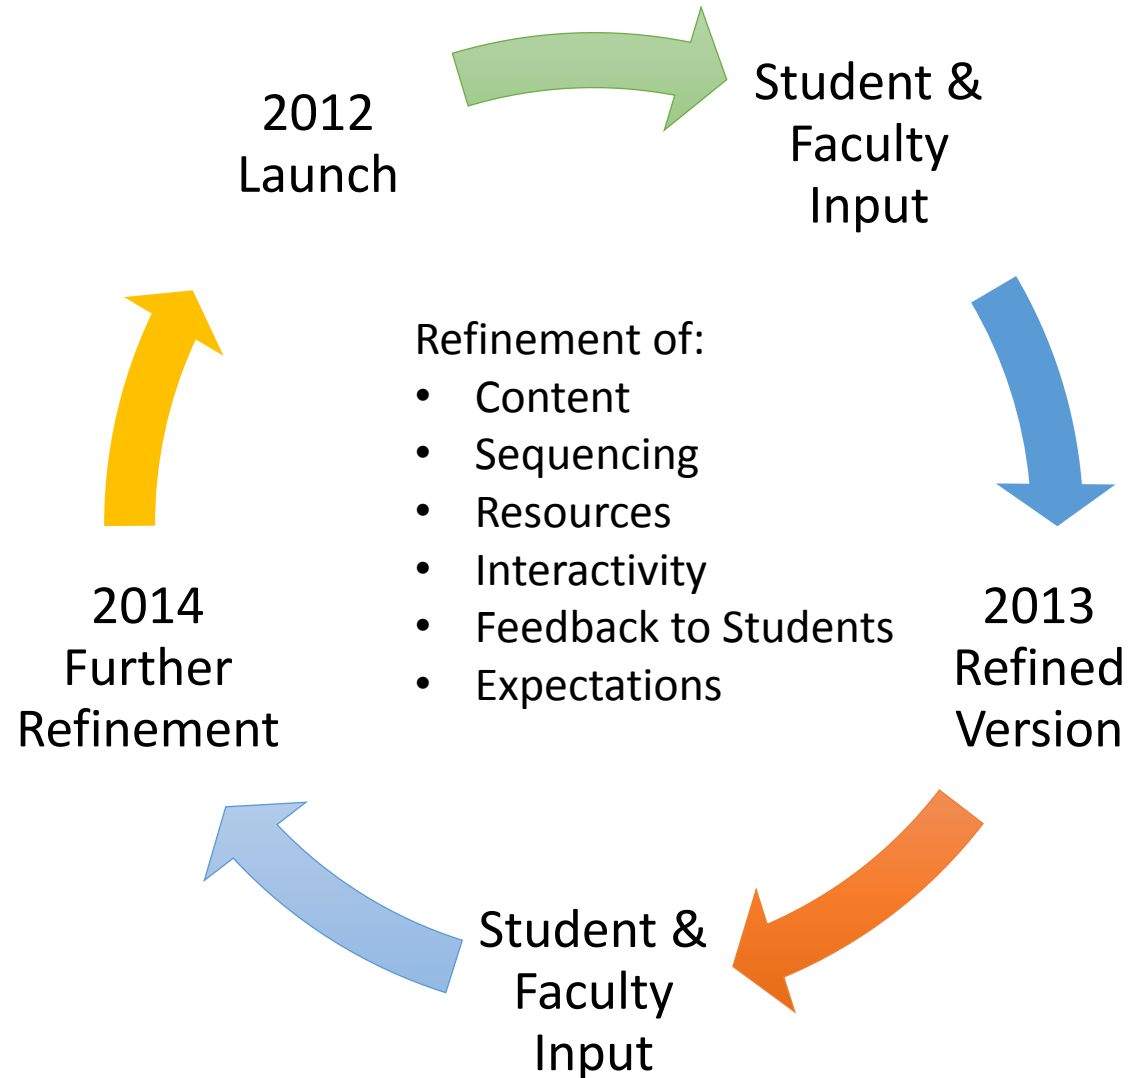 2012
Launch
Student &
Faculty
Input
Refinement of:
• Content
• Sequencing
• Resources
• Interactivity
• Feedback to Students
• Expectations
2013
Refined
Version
Student &
Faculty
Input
2014
Further
Refinement